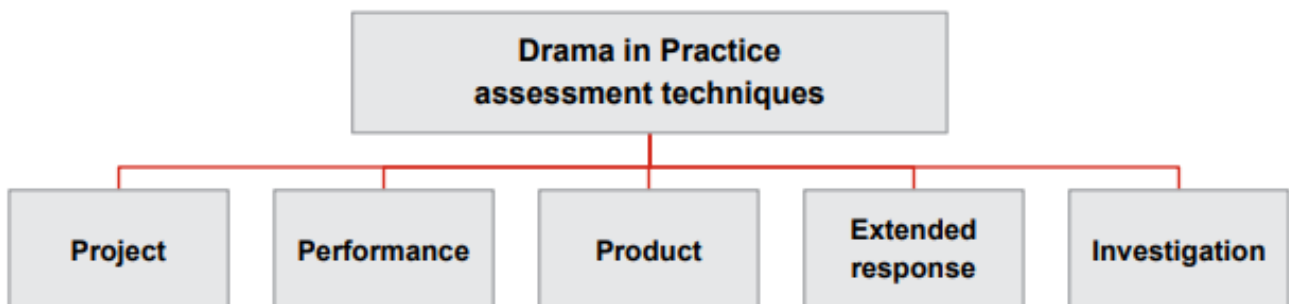 Drama in Practice
assessment techniques
Project
Performance
Product
Extended
response
Investigation